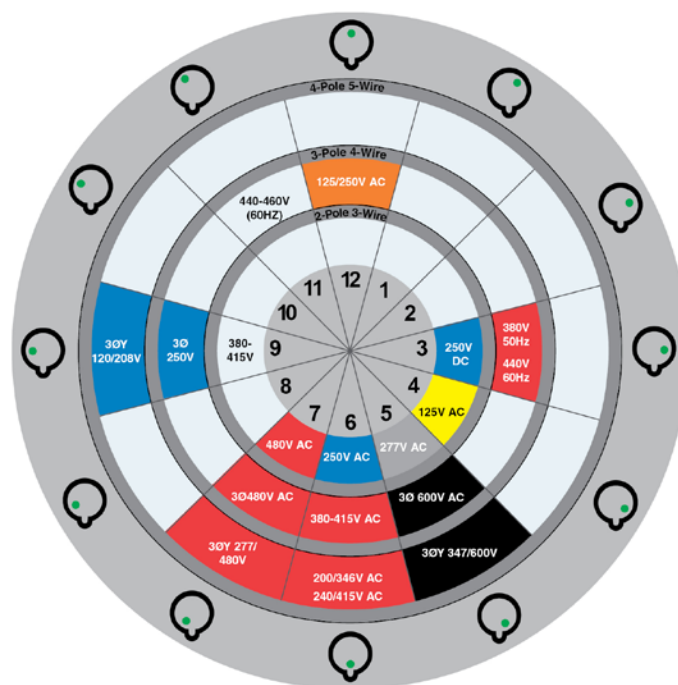 4-Pole 5-Wire
3-Pole 4-Wire
125/250V AC
440-460V
(60HZ)
2-Pole 3-Wire
12
11
1
10
2
9
3
8
4
7
5
6
3ØY
120/208V
3Ø
250V
380-
415V
250V
DC
380V
50Hz
440V
60Hz
125V AC
480V AC
250V AC
277V AC
3Ø480V AC
380-415V AC
3Ø 600V AC
3ØY 277/
480V
200/346V AC
240/415V AC
3ØY 347/600V